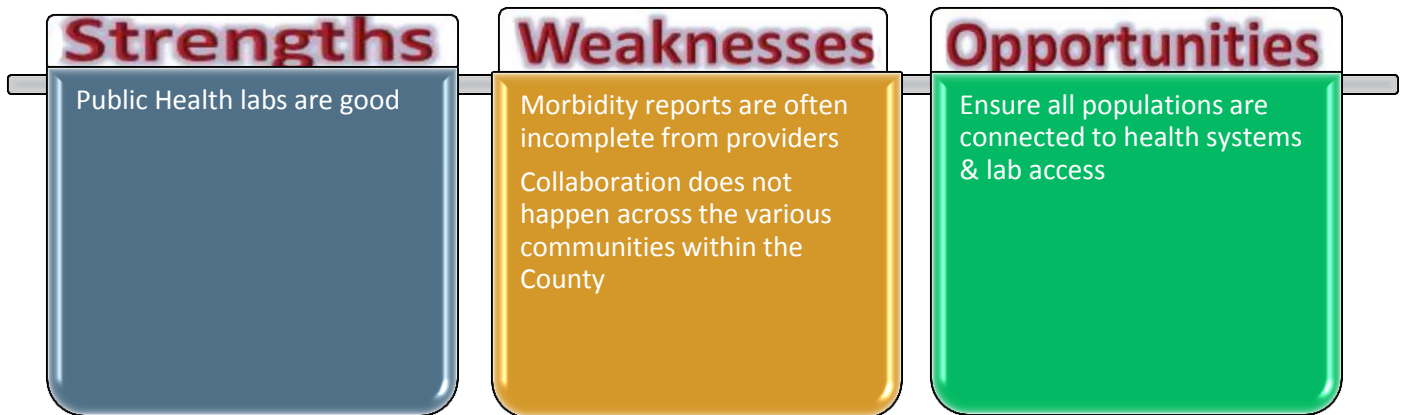 Strengths
Public Health labs are good
Weaknesses
Morbidity reports are often
incomplete from providers
Collaboration does not
happen across the various
communities within the
County
Opportunities
Ensure all populations are
connected to health systems
& lab access